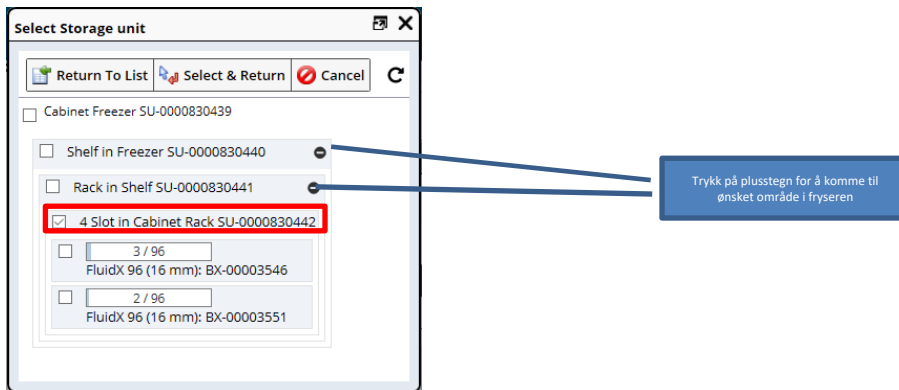 Select Storage unit
Return To List Select & Return Cancel
Cabinet Freezer SU-0000830439
Shelf in Freezer SU-0000830440
Rack in Shelf SU-0000830441
4 Slot in Cabinet Rack SU-0000830442
3 / 96
FluidX 96 (16 mm): BX-00003546
2 / 96
FluidX 96 (16 mm): BX-00003551
Trykk på plusstegn for å komme til
ønsket område i fryseren